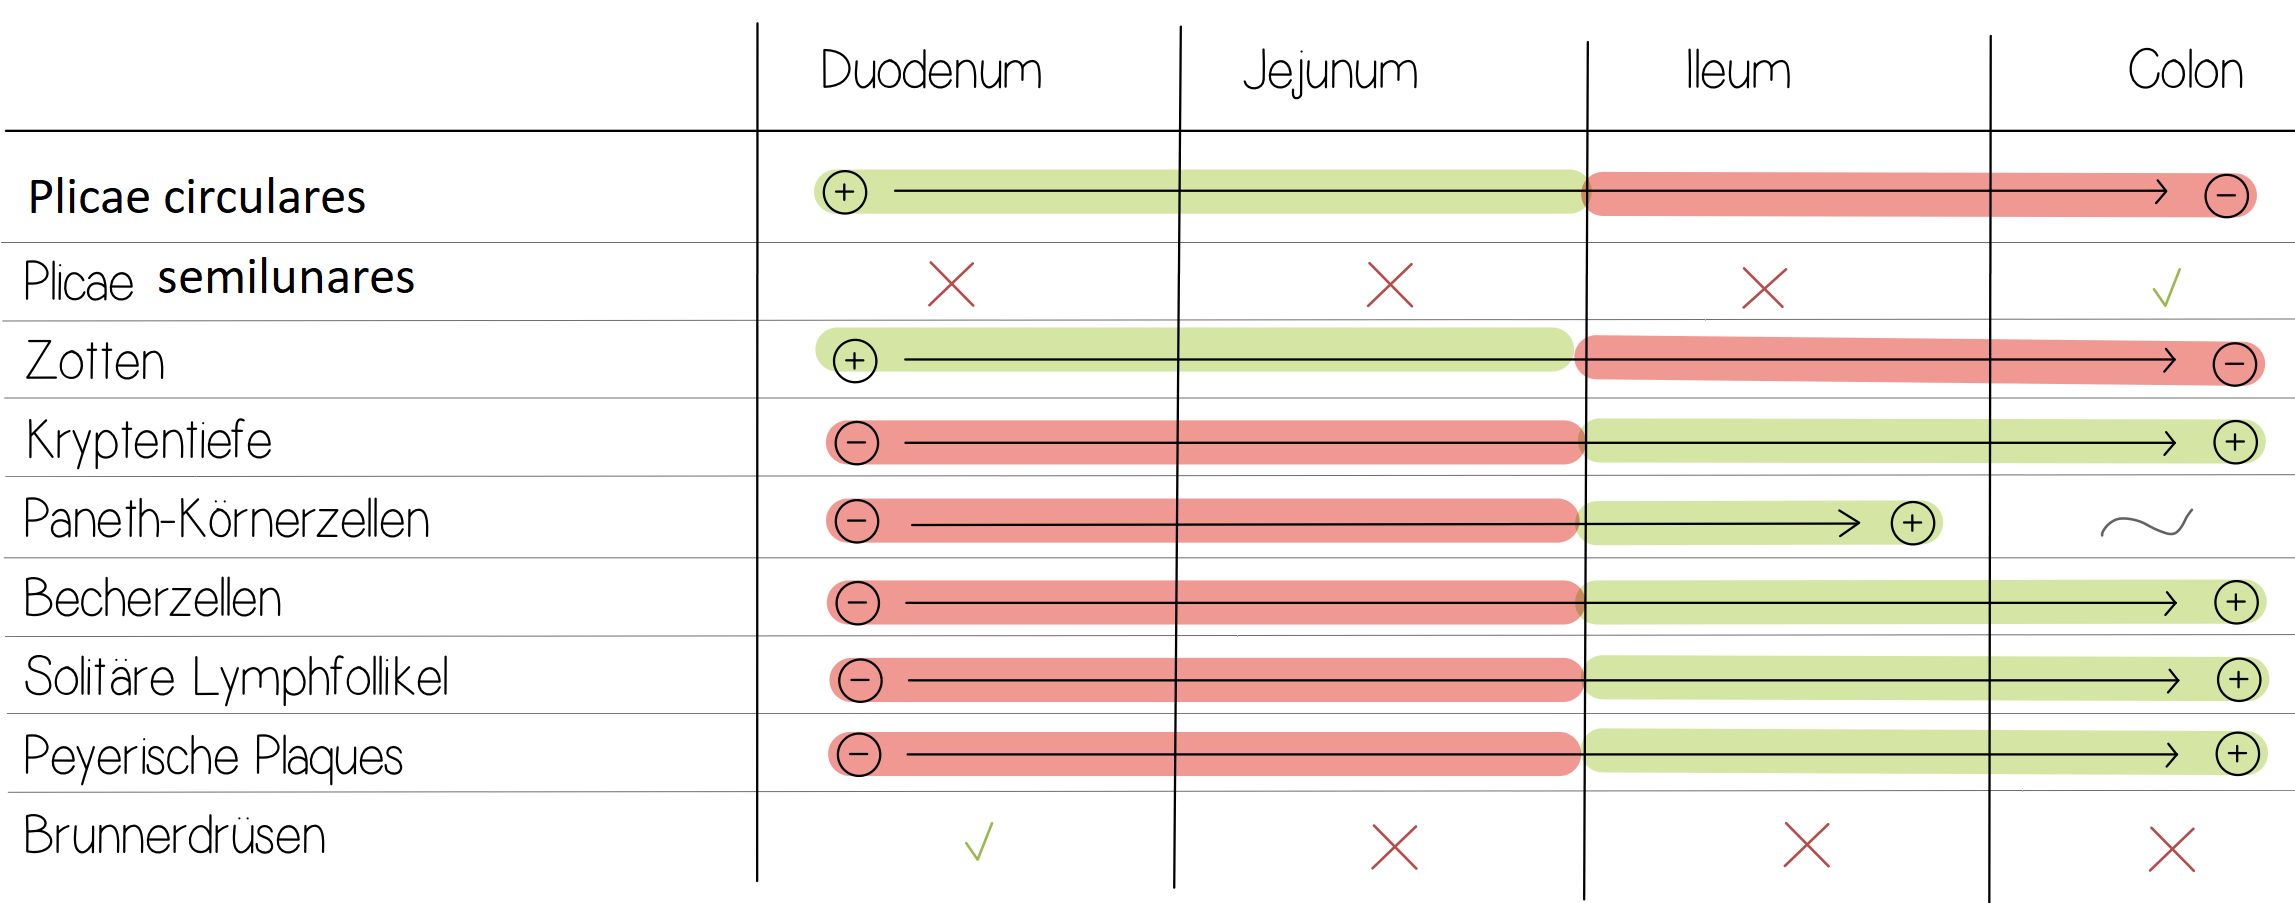 Duodenum Jejunum Ileum Colon
Plicae circulares + −
Plicae semilunares
Zotten + −
Kryptentiefe − +
Paneth-Körnerzellen − +
Becherzellen − +
Solitäre Lymphfollikel − +
Peyerische Plaques − +
Brunnerdrüsen